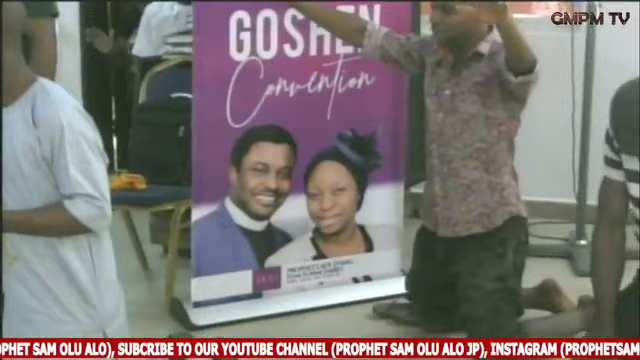 GMPM TV
GOSHEN
Convention
OPHET SAM OLU ALO), SUBCRIBE TO OUR YOUTUBE CHANNEL (PROPHET SAM OLU ALO JP), INSTAGRAM (PROPHETSAM